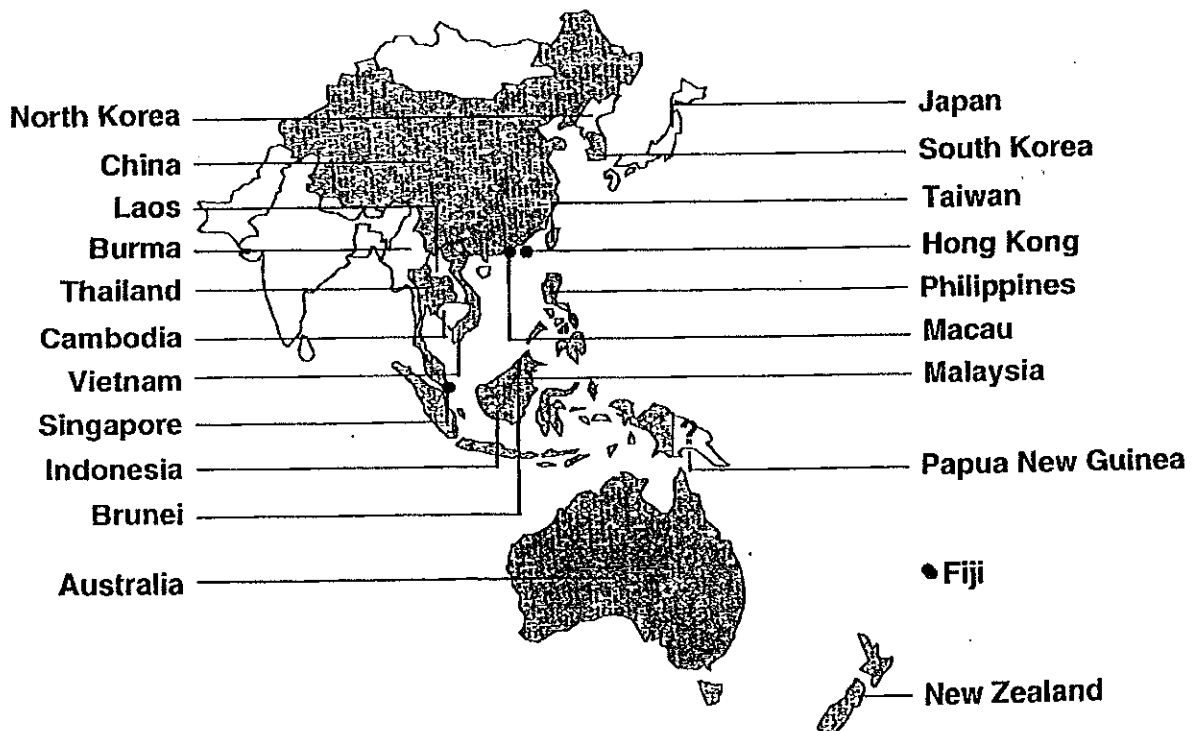 North Korea
China
Laos
Burma
Thailand
Cambodia
Vietnam
Singapore
Indonesia
Brunei
Australia
Japan
South Korea
Taiwan
Hong Kong
Philippines
Macau
Malaysia
Papua New Guinea
Fiji
New Zealand